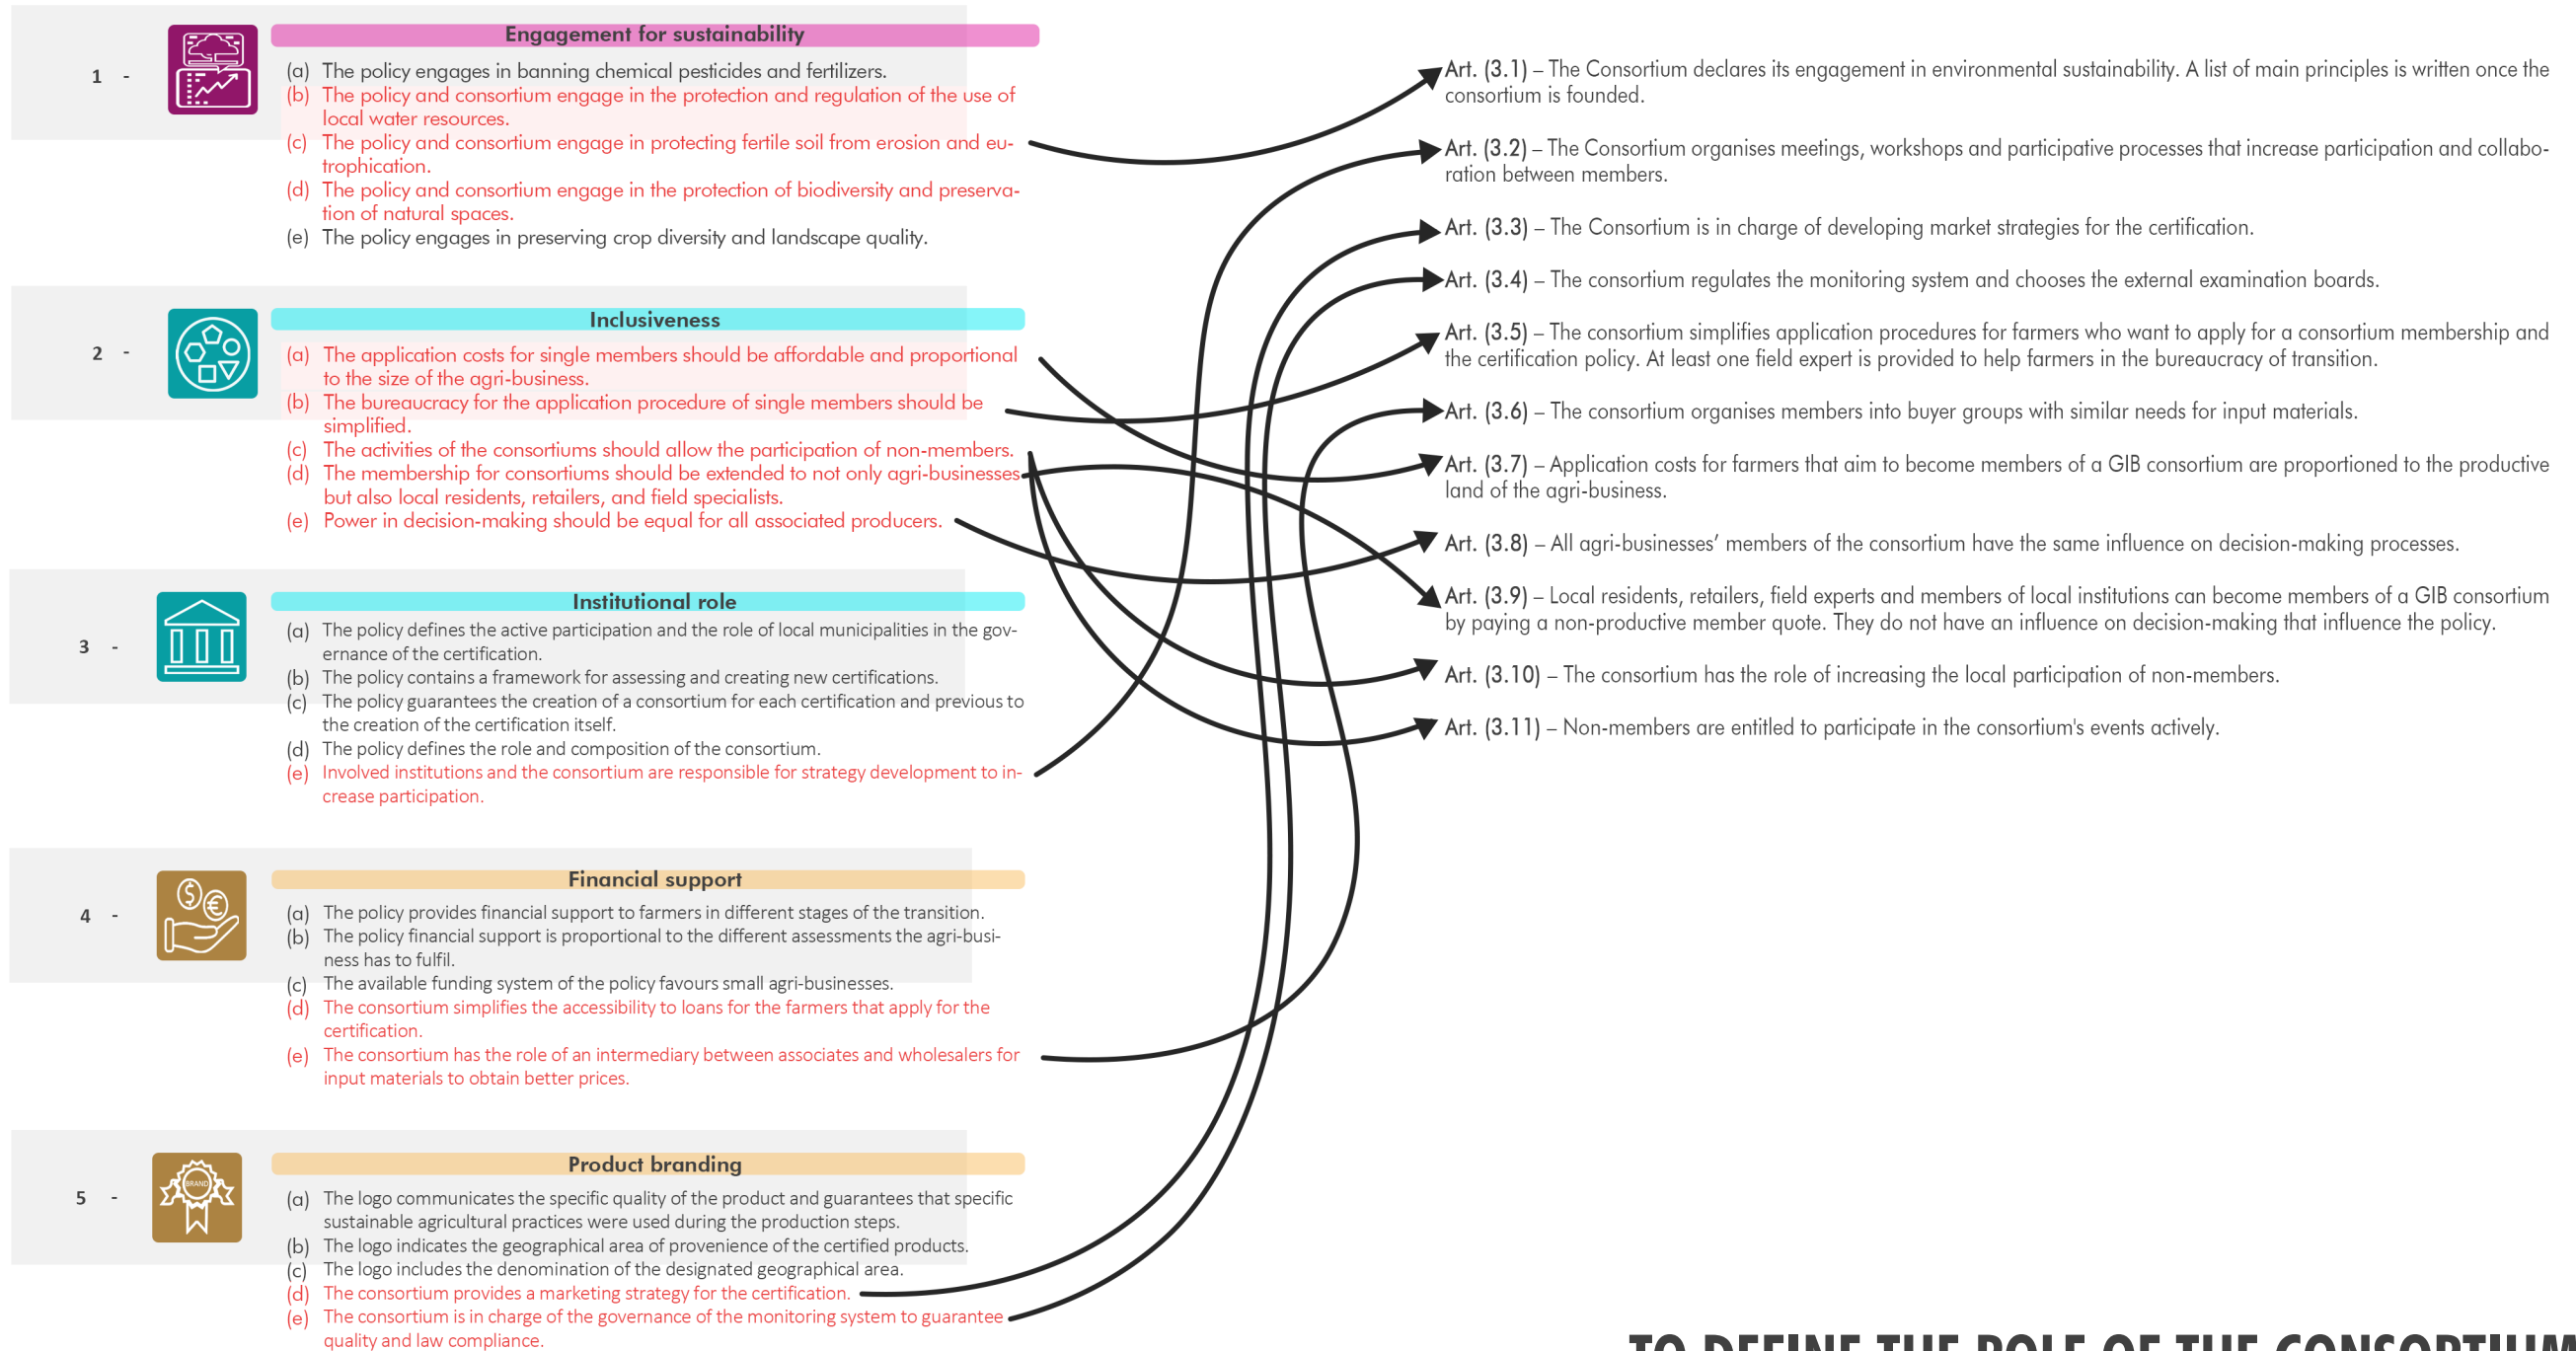 1 -
Engagement for sustainability
(a) The policy engages in banning chemical pesticides and fertilizers.
(b) The policy and consortium engage in the protection and regulation of the use of
local water resources.
(c) The policy and consortium engage in protecting fertile soil from erosion and eu-
trophication.
(d) The policy and consortium engage in the protection of biodiversity and preserva-
tion of natural spaces.
(e) The policy engages in preserving crop diversity and landscape quality.
2 -
Inclusiveness
(a) The application costs for single members should be affordable and proportional
to the size of the agri-business.
(b) The bureaucracy for the application procedure of single members should be
simplified.
(c) The activities of the consortiums should allow the participation of non-members.
(d) The membership for consortiums should be extended to not only agri-businesses
but also local residents, retailers, and field specialists.
(e) Power in decision-making should be equal for all associated producers.
3 -
Institutional role
(a) The policy defines the active participation and the role of local municipalities in the gov-
ernance of the certification.
(b) The policy contains a framework for assessing and creating new certifications.
(c) The policy guarantees the creation of a consortium for each certification and previous to
the creation of the certification itself.
(d) The policy defines the role and composition of the consortium.
(e) Involved institutions and the consortium are responsible for strategy development to in-
crease participation.
4 -
Financial support
(a) The policy provides financial support to farmers in different stages of the transition.
(b) The policy financial support is proportional to the different assessments the agri-busi-
ness has to fulfil.
(c) The available funding system of the policy favours small agri-businesses.
(d) The consortium simplifies the accessibility to loans for the farmers that apply for the
certification.
(e) The consortium has the role of an intermediary between associates and wholesalers for
input materials to obtain better prices.
5 -
BRAND
Product branding
(a) The logo communicates the specific quality of the product and guarantees that specific
sustainable agricultural practices were used during the production steps.
(b) The logo indicates the geographical area of provenience of the certified products.
(c) The logo includes the denomination of the designated geographical area.
(d) The consortium provides a marketing strategy for the certification.
(e) The consortium is in charge of the governance of the monitoring system to guarantee
quality and law compliance.
Art. (3.1) – The Consortium declares its engagement in environmental sustainability. A list of main principles is written once the
consortium is founded.
Art. (3.2) – The Consortium organises meetings, workshops and participative processes that increase participation and collabo-
ration between members.
Art. (3.3) – The Consortium is in charge of developing market strategies for the certification.
Art. (3.4) – The consortium regulates the monitoring system and chooses the external examination boards.
Art. (3.5) – The consortium simplifies application procedures for farmers who want to apply for a consortium membership and
the certification policy. At least one field expert is provided to help farmers in the bureaucracy of transition.
Art. (3.6) – The consortium organises members into buyer groups with similar needs for input materials.
Art. (3.7) – Application costs for farmers that aim to become members of a GIB consortium are proportioned to the productive
land of the agri-business.
Art. (3.8) – All agri-businesses’ members of the consortium have the same influence on decision-making processes.
Art. (3.9) – Local residents, retailers, field experts and members of local institutions can become members of a GIB consortium
by paying a non-productive member quote. They do not have an influence on decision-making that influence the policy.
Art. (3.10) – The consortium has the role of increasing the local participation of non-members.
Art. (3.11) – Non-members are entitled to participate in the consortium's events actively.
TO DEFINE THE ROLE OF THE CONSORTIUM